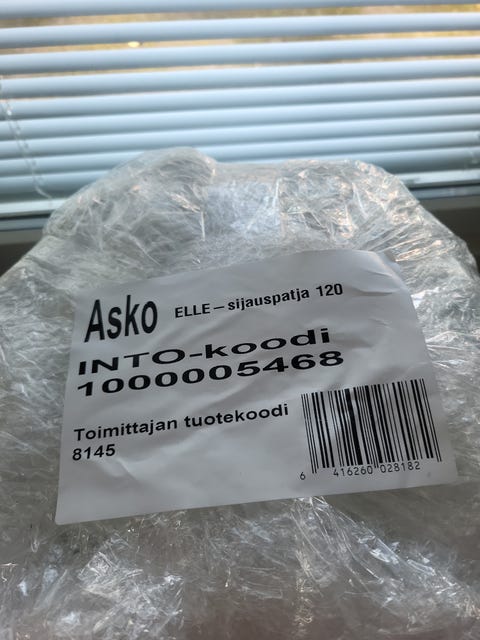 Asko ELLE – sijauspatja 120
INTO-koodi
1000005468
Toimittajan tuotekoodi
8145
6 416260 028182